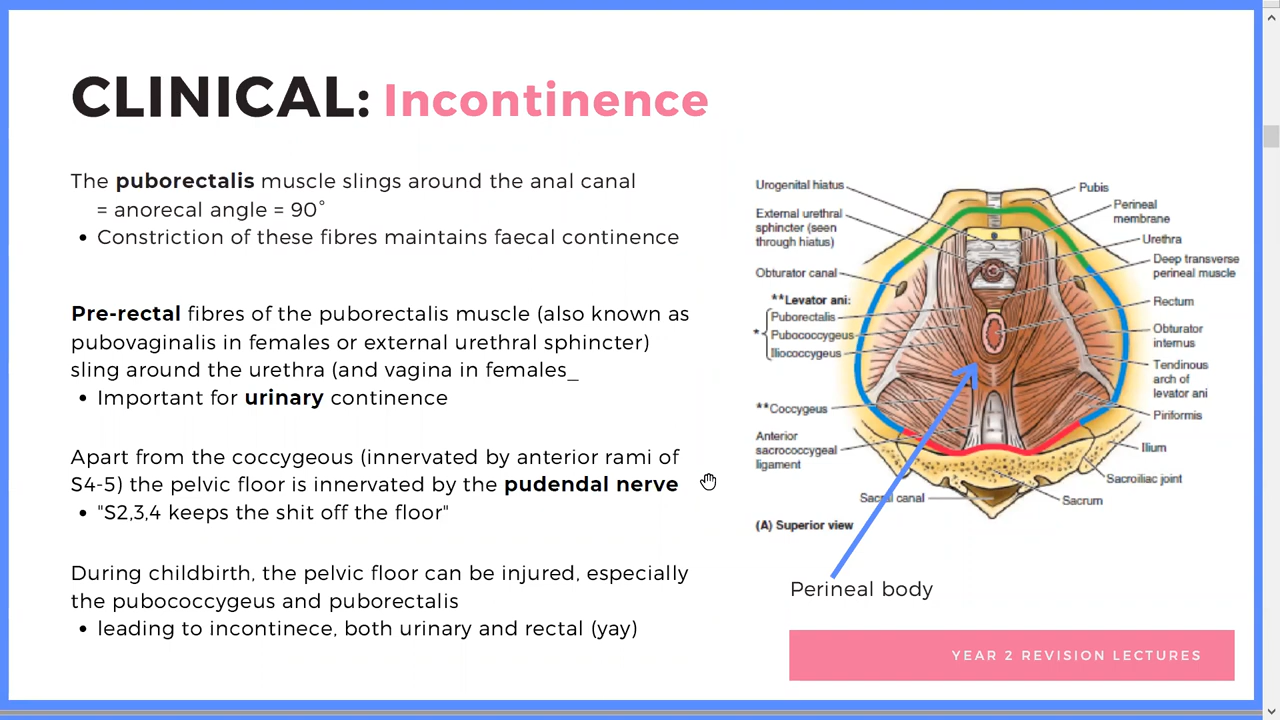 CLINICAL: Incontinence
The puborectalis muscle slings around the anal canal
= anorecal angle = 90°
• Constriction of these fibres maintains faecal continence
Pre-rectal fibres of the puborectalis muscle (also known as
pubovaginalis in females or external urethral sphincter)
sling around the urethra (and vagina in females_
• Important for urinary continence
Apart from the coccygeous (innervated by anterior rami of
S4-5) the pelvic floor is innervated by the pudendal nerve
• "S2,3,4 keeps the shit off the floor"
During childbirth, the pelvic floor can be injured, especially
the pubococcygeus and puborectalis
• leading to incontinece, both urinary and rectal (yay)
Urogenital hiatus
External urethral
sphincter (seen
through hiatus)
Obturator canal
**Levator ani:
Puborectalis
*
Pubococcygeus
Iliococcygeus
**Coccygeus
Anterior
sacrococcygeal
ligament
Sacral canal
(A) Superior view
Pubis
Perineal
membrane
Urethra
Deep transverse
perineal muscle
Rectum
Obturator
internus
Tendinous
arch of
levator ani
Piriformis
Ilium
Sacroiliac joint
Sacrum
Perineal body
YEAR 2 REVISION LECTURES